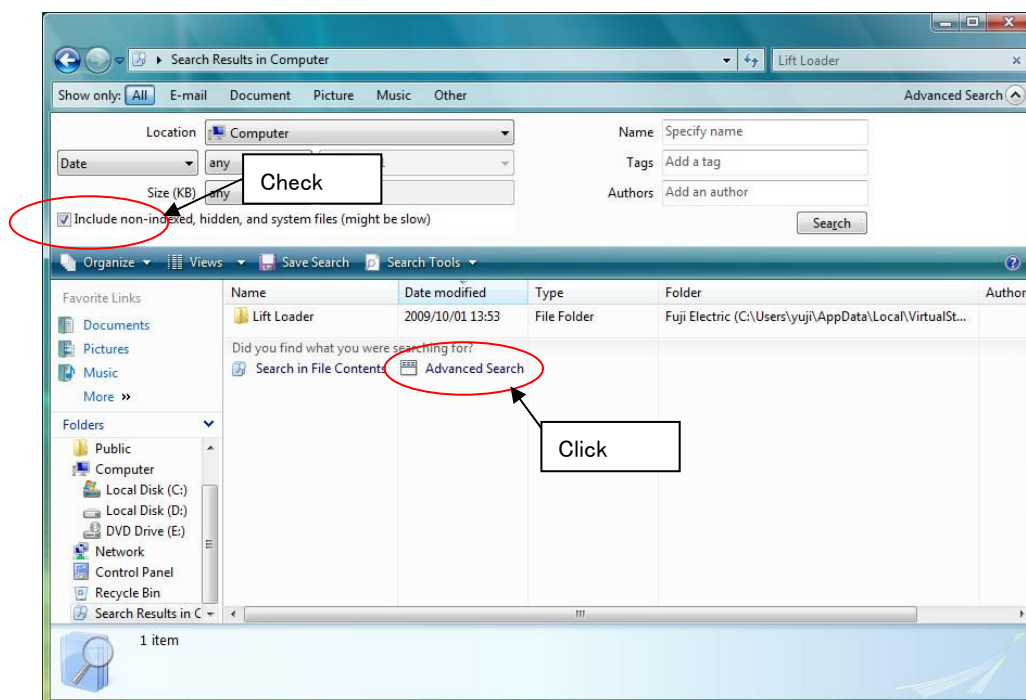 Search Results in Computer
Lift Loader
Show only: All E-mail Document Picture Music Other Advanced Search
Location Computer Name Specify name
Date any Tags Add a tag
Size (KB) any Authors Add an author
Check
Include non-indexed, hidden, and system files (might be slow)
Search
Organize Views Save Search Search Tools
Favorite Links
Documents
Pictures
Music
More »
Name Date modified Type Folder Author
Lift Loader 2009/10/01 13:53 File Folder Fuji Electric (C:\Users\yuji\AppData\Local\VirtualSt...
Did you find what you were searching for?
Search in File Contents Advanced Search
Click
Folders
Public
Computer
Local Disk (C:)
Local Disk (D:)
DVD Drive (E:)
Network
Control Panel
Recycle Bin
Search Results in C
1 item